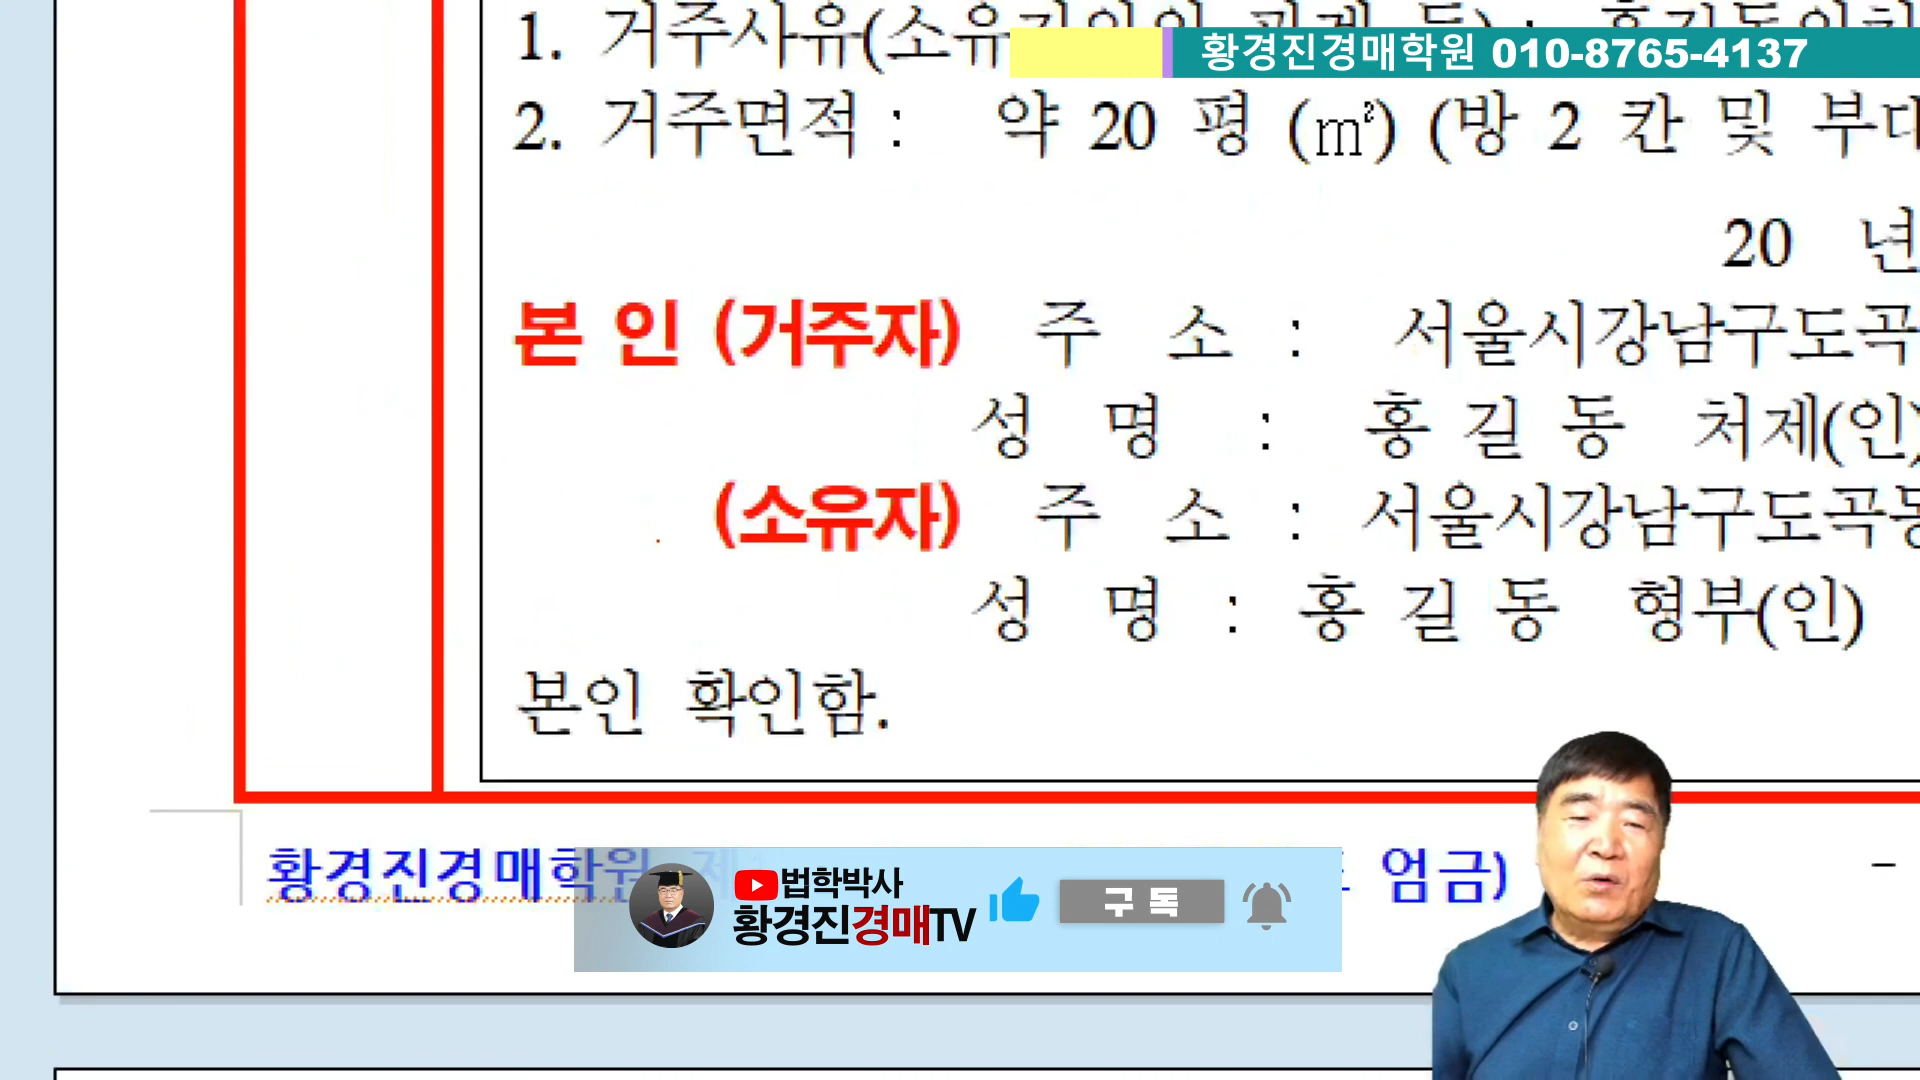 1. 거주사유(소유
황경진경매학원 010-8765-4137
2. 거주면적 : 약 20 평 (㎡) (방 2 칸 및 부대
20 년
본 인 (거주자) 주 소 : 서울시강남구도곡
성 명 : 홍 길 동 처제(인)
(소유자) 주 소 : 서울시강남구도곡동
성 명 : 홍 길 동 형부(인)
본인 확인함.
황경진경매학원 제 엄금) -
법학박사
황경진경매TV
구 독